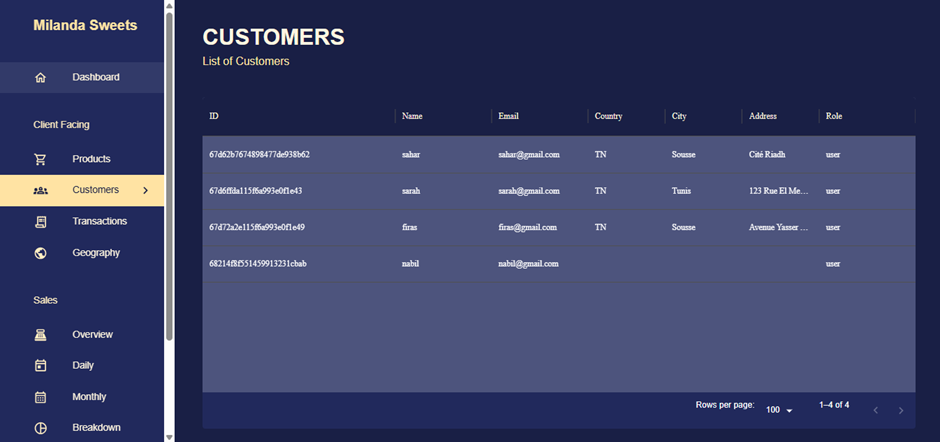 Milanda Sweets
Dashboard
Client Facing
Products
Customers
Transactions
Geography
Sales
Overview
Daily
Monthly
Breakdown
CUSTOMERS
List of Customers
ID Name Email Country City Address Role
67d62b7674898477de938b62 sahar sahar@gmail.com TN Sousse Cité Riadh user
67d6ffda115f6a993e0f1e43 sarah sarah@gmail.com TN Tunis 123 Rue El Me... user
67d72a2e115f6a993e0f1e49 firas firas@gmail.com TN Sousse Avenue Yasser ... user
68214f8f551459913231cbab nabil nabil@gmail.com user
Rows per page: 100 1–4 of 4